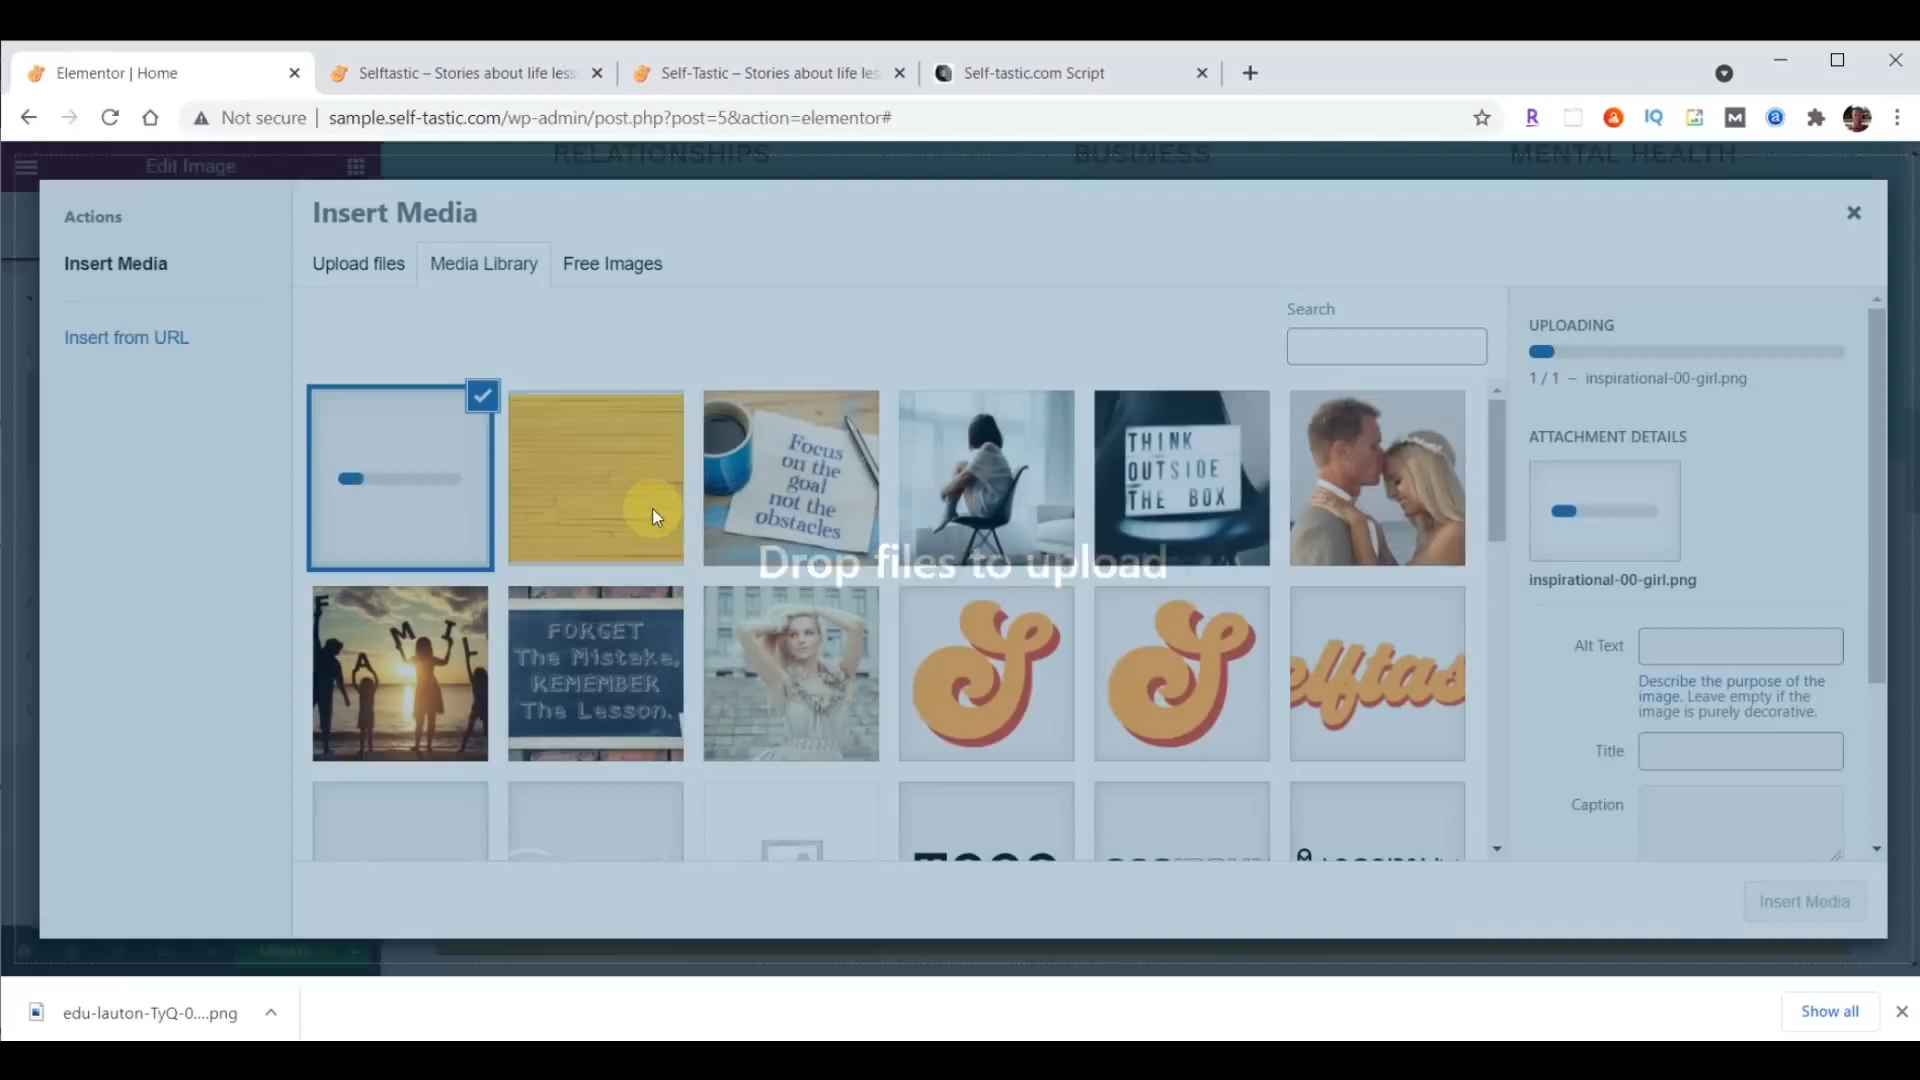 Elementor | Home
Selftastic – Stories about life less
Self-Tastic – Stories about life les
Self-tastic.com Script
Not secure
sample.self-tastic.com/wp-admin/post.php?post=5&action=elementor#
Edit Image
RELATIONSHIPS
BUSINESS
MENTAL HEALTH
Actions
Insert Media
Insert from URL
Insert Media
Upload files
Media Library
Free Images
Search
Focus
on the
goal
not the
obstacles
THINK
OUTSIDE
THE BOX
Drop files to upload
FAMIL
FORGET
The Mistake,
REMEMBER
The Lesson.
S
S
elftas
UPLOADING
1 / 1 – inspirational-00-girl.png
ATTACHMENT DETAILS
inspirational-00-girl.png
Alt Text
Describe the purpose of the
image. Leave empty if the
image is purely decorative.
Title
Caption
Insert Media
edu-lauton-TyQ-0....png
Show all